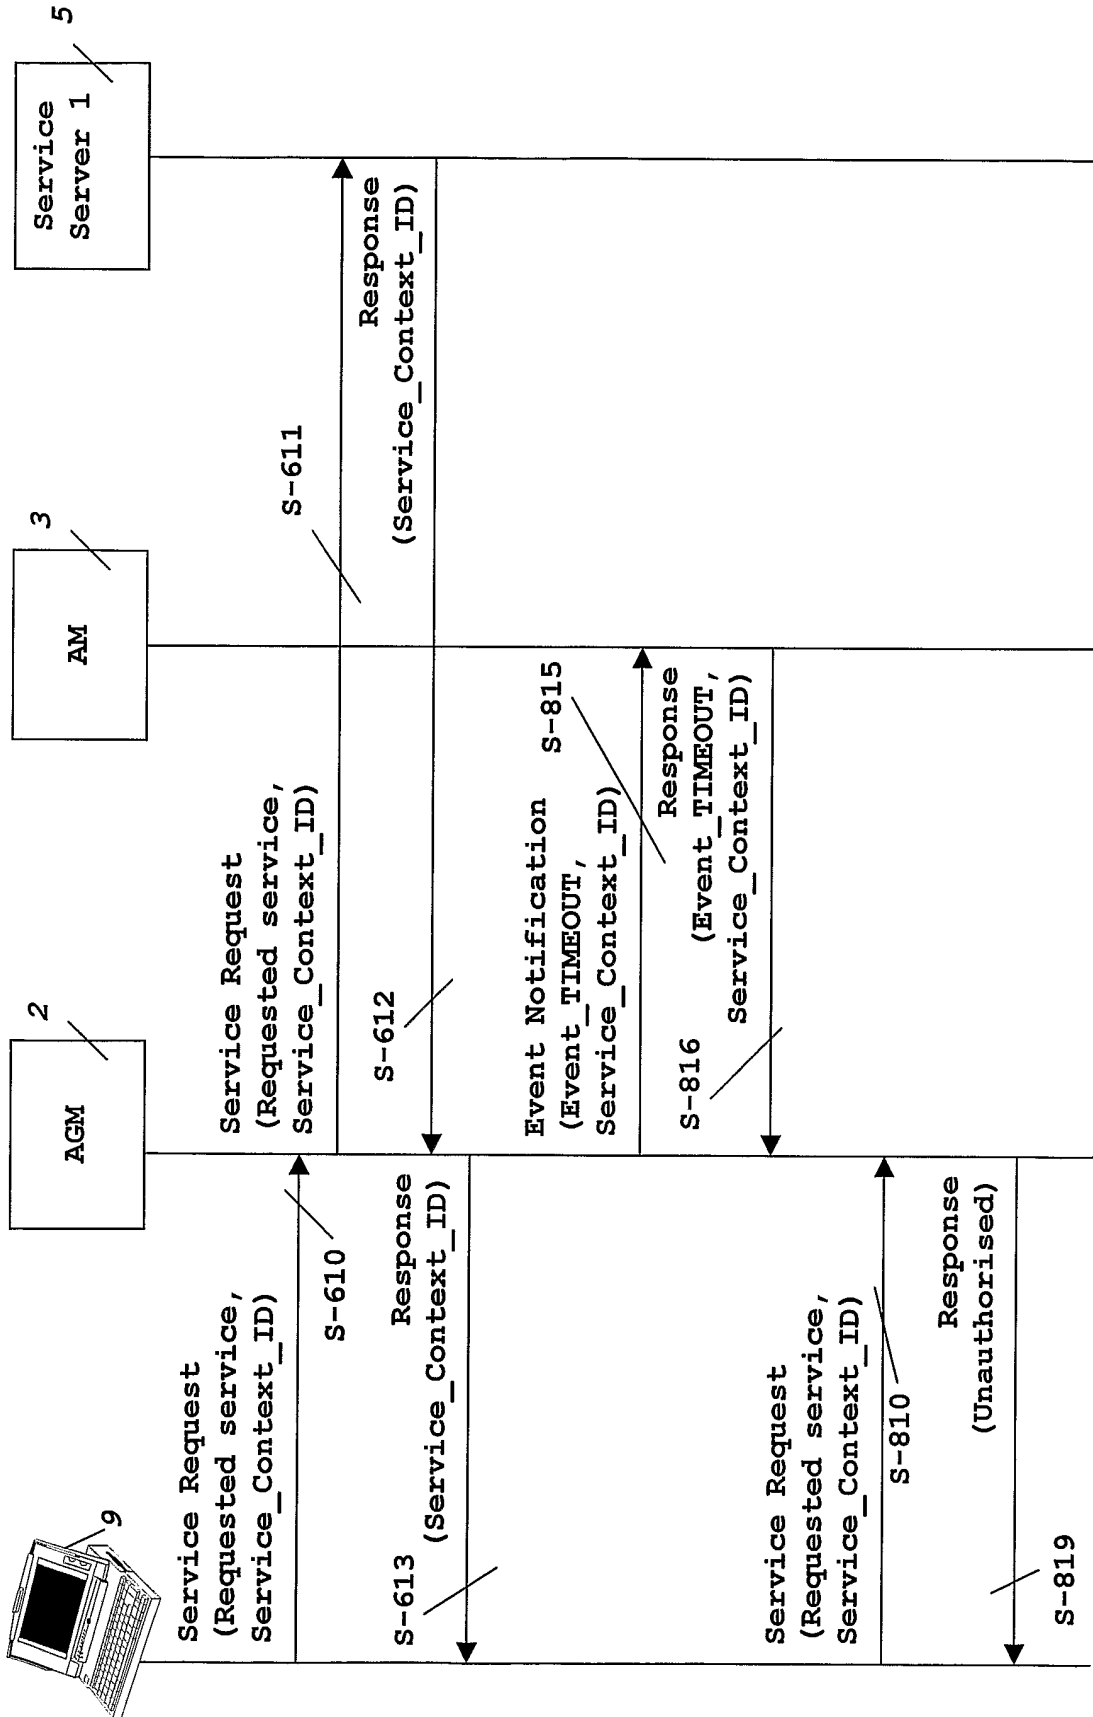 9
AGM
2
AM
3
Service
Server 1
5
Service Request
(Requested service,
Service_Context_ID)
S-610
Service Request
(Requested service,
Service_Context_ID)
S-611
Response
(Service_Context_ID)
S-612
Response
(Service_Context_ID)
S-613
Event Notification
(Event_TIMEOUT,
Service_Context_ID)
S-815
Response
(Event_TIMEOUT,
Service_Context_ID)
S-816
Service Request
(Requested service,
Service_Context_ID)
S-810
Response
(Unauthorised)
S-819